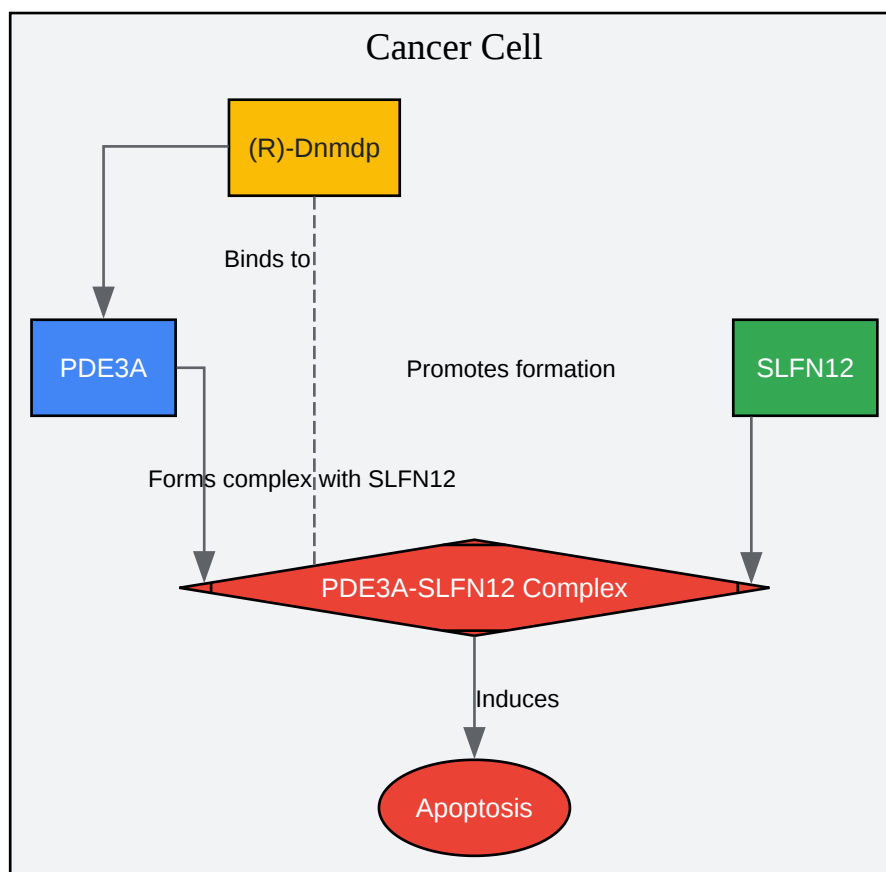 Cancer Cell
(R)-Dnmdp
Binds to
PDE3A
Promotes formation
SLFN12
Forms complex with SLFN12
PDE3A-SLFN12 Complex
Induces
Apoptosis